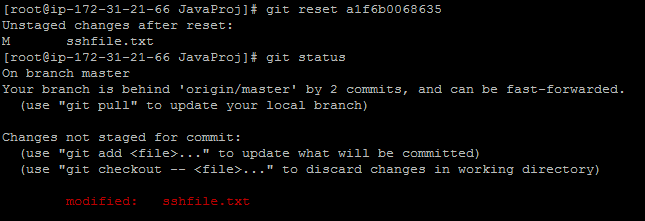 [root@ip-172-31-21-66 JavaProj]# git reset a1f6b0068635
Unstaged changes after reset:
M       sshfile.txt
[root@ip-172-31-21-66 JavaProj]# git status
On branch master
Your branch is behind 'origin/master' by 2 commits, and can be fast-forwarded.
  (use "git pull" to update your local branch)

Changes not staged for commit:
  (use "git add <file>..." to update what will be committed)
  (use "git checkout -- <file>..." to discard changes in working directory)

        modified:   sshfile.txt